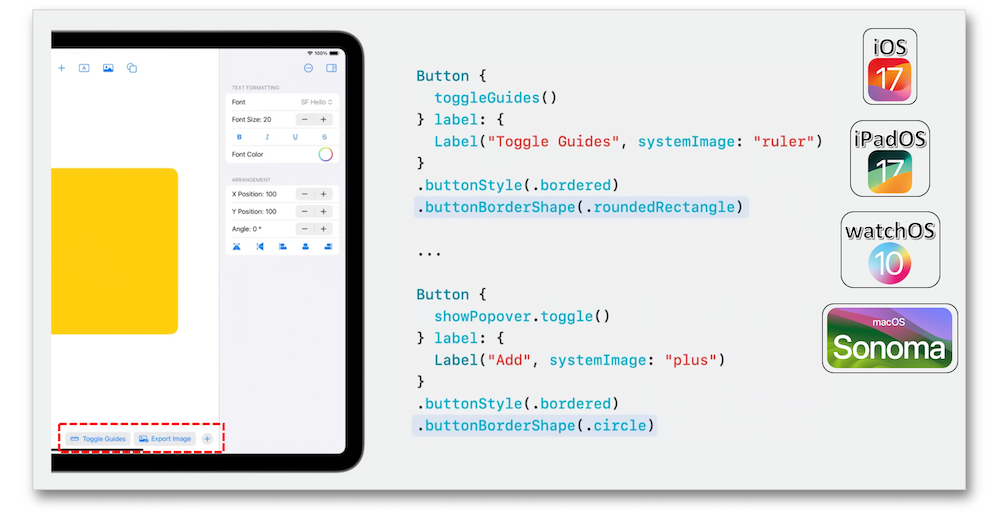 100%
TEXT FORMATTING
Font
SF Hello
Font Size: 20
B I U S
Font Color
ARRANGEMENT
X Position: 100
Y Position: 100
Angle: 0 °
Toggle Guides
Export Image
Button {
toggleGuides()
} label: {
Label("Toggle Guides", systemImage: "ruler")
}
.buttonStyle(.bordered)
.buttonBorderShape(.roundedRectangle)
...
Button {
showPopover.toggle()
} label: {
Label("Add", systemImage: "plus")
}
.buttonStyle(.bordered)
.buttonBorderShape(.circle)
iOS
17
iPadOS
17
watchOS
10
macOS
Sonoma